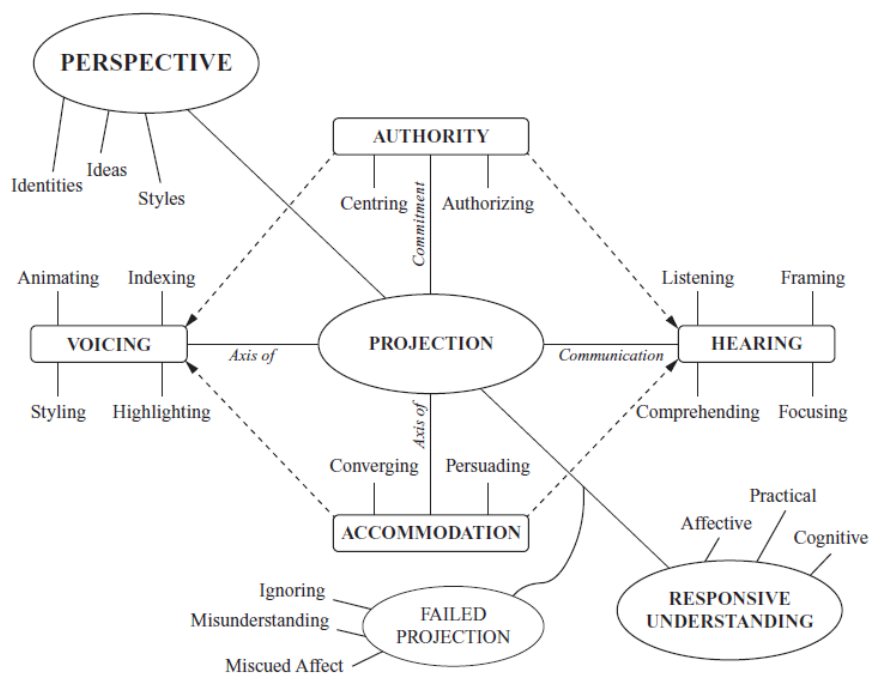 PERSPECTIVE
Identities
Ideas
Styles
AUTHORITY
Centring
Commitment
Authorizing
Animating
Indexing
VOICING
Styling
Highlighting
Axis of
PROJECTION
Communication
Listening
Framing
HEARING
Comprehending
Focusing
Axis of
Converging
Persuading
ACCOMMODATION
Ignoring
Misunderstanding
Miscued Affect
FAILED
PROJECTION
Practical
Affective
Cognitive
RESPONSIVE
UNDERSTANDING